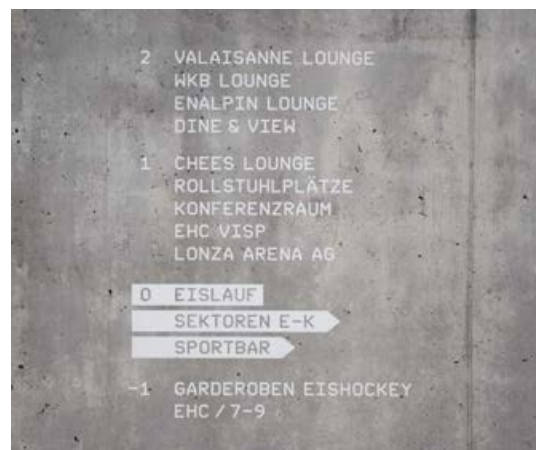 2 VALAISANNE LOUNGE
WKB LOUNGE
ENALPIN LOUNGE
DINE & VIEW
1 CHEES LOUNGE
ROLLSTUHLPLÄTZE
KONFERENZRAUM
EHC VISP
LONZA ARENA AG
0 EISLAUF
SEKTOREN E-K
SPORTBAR
-1 GARDEROBEN EISHOCKEY
EHC / 7-9